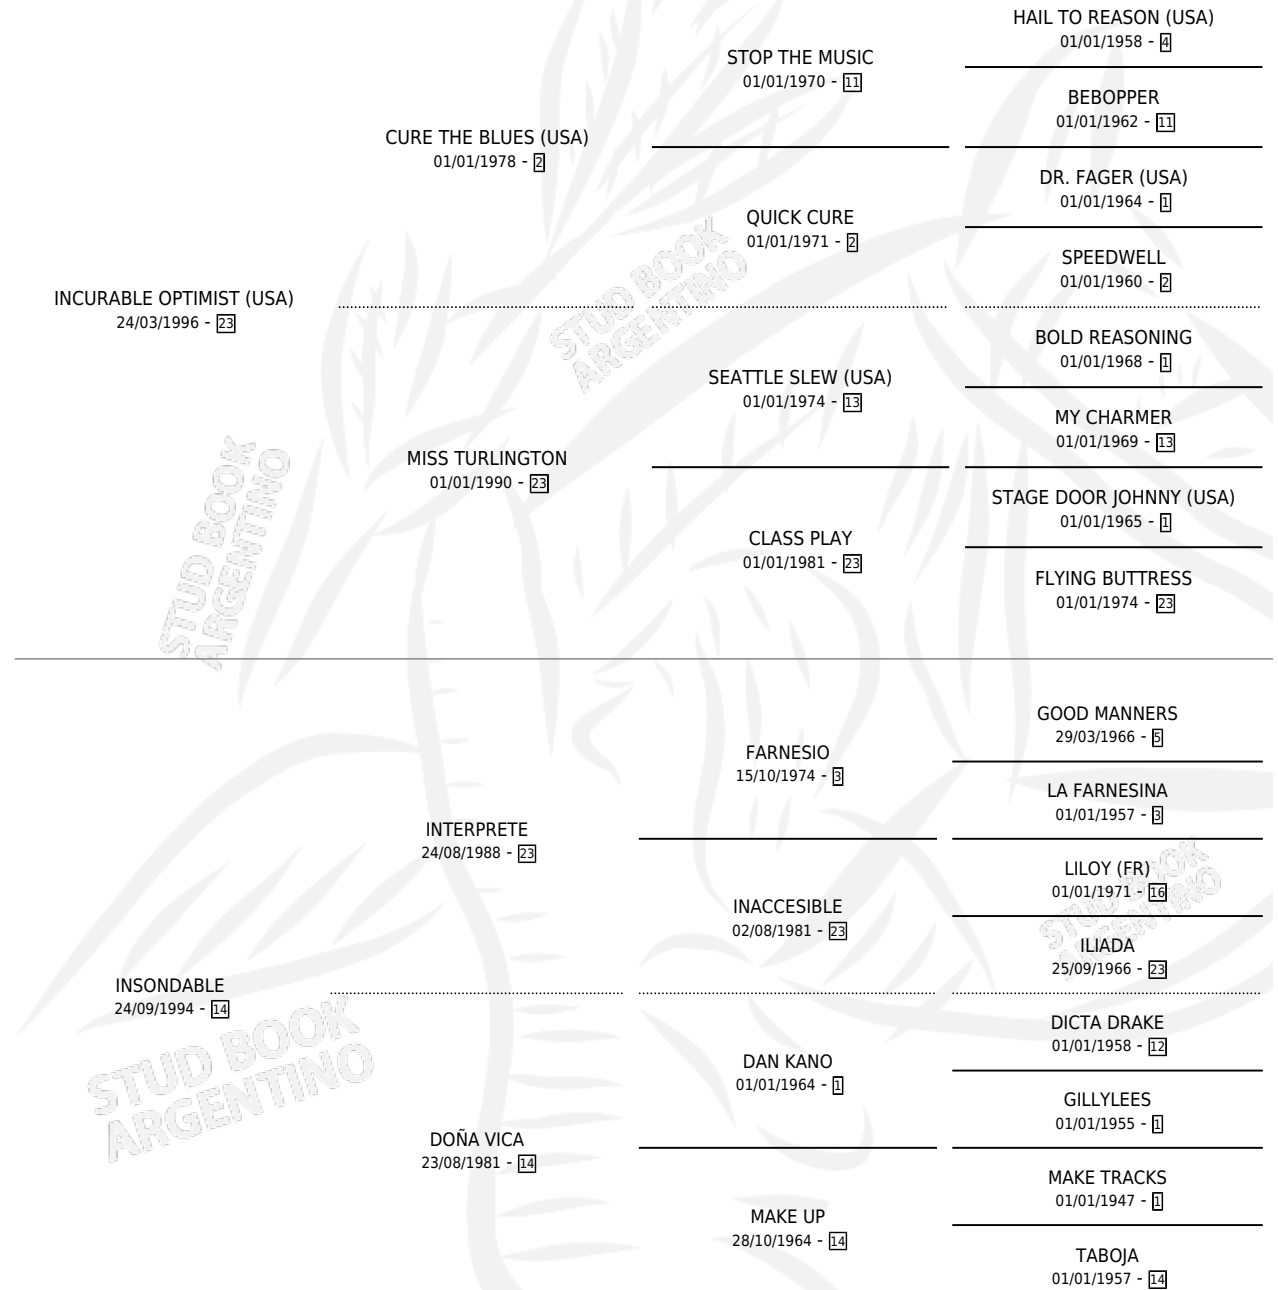 HAIL TO REASON (USA)
01/01/1958 - 4
STOP THE MUSIC
01/01/1970 - 11
BEBOPPER
01/01/1962 - 11
CURE THE BLUES (USA)
01/01/1978 - 2
DR. FAGER (USA)
01/01/1964 - 1
QUICK CURE
01/01/1971 - 2
SPEEDWELL
01/01/1960 - 2
INCURABLE OPTIMIST (USA)
24/03/1996 - 23
STUD BOOK
ARGENTINO
BOLD REASONING
01/01/1968 - 1
SEATTLE SLEW (USA)
01/01/1974 - 13
MY CHARMER
01/01/1969 - 13
MISS TURLINGTON
01/01/1990 - 23
STAGE DOOR JOHNNY (USA)
01/01/1965 - 1
CLASS PLAY
01/01/1981 - 23
FLYING BUTTRESS
01/01/1974 - 23
STUD BOOK
ARGENTINO
GOOD MANNERS
29/03/1966 - 5
FARNESIO
15/10/1974 - 3
LA FARNESINA
01/01/1957 - 3
INTERPRETE
24/08/1988 - 23
LILOY (FR)
01/01/1971 - 16
INACCESIBLE
02/08/1981 - 23
STUD BOOK
ARGENTINO
ILIADA
25/09/1966 - 23
INSONDABLE
24/09/1994 - 14
STUD BOOK
ARGENTINO
DICTA DRAKE
01/01/1958 - 12
DAN KANO
01/01/1964 - 1
GILLYLEES
01/01/1955 - 1
DOÑA VICA
23/08/1981 - 14
MAKE TRACKS
01/01/1947 - 1
MAKE UP
28/10/1964 - 14
TABOJA
01/01/1957 - 14